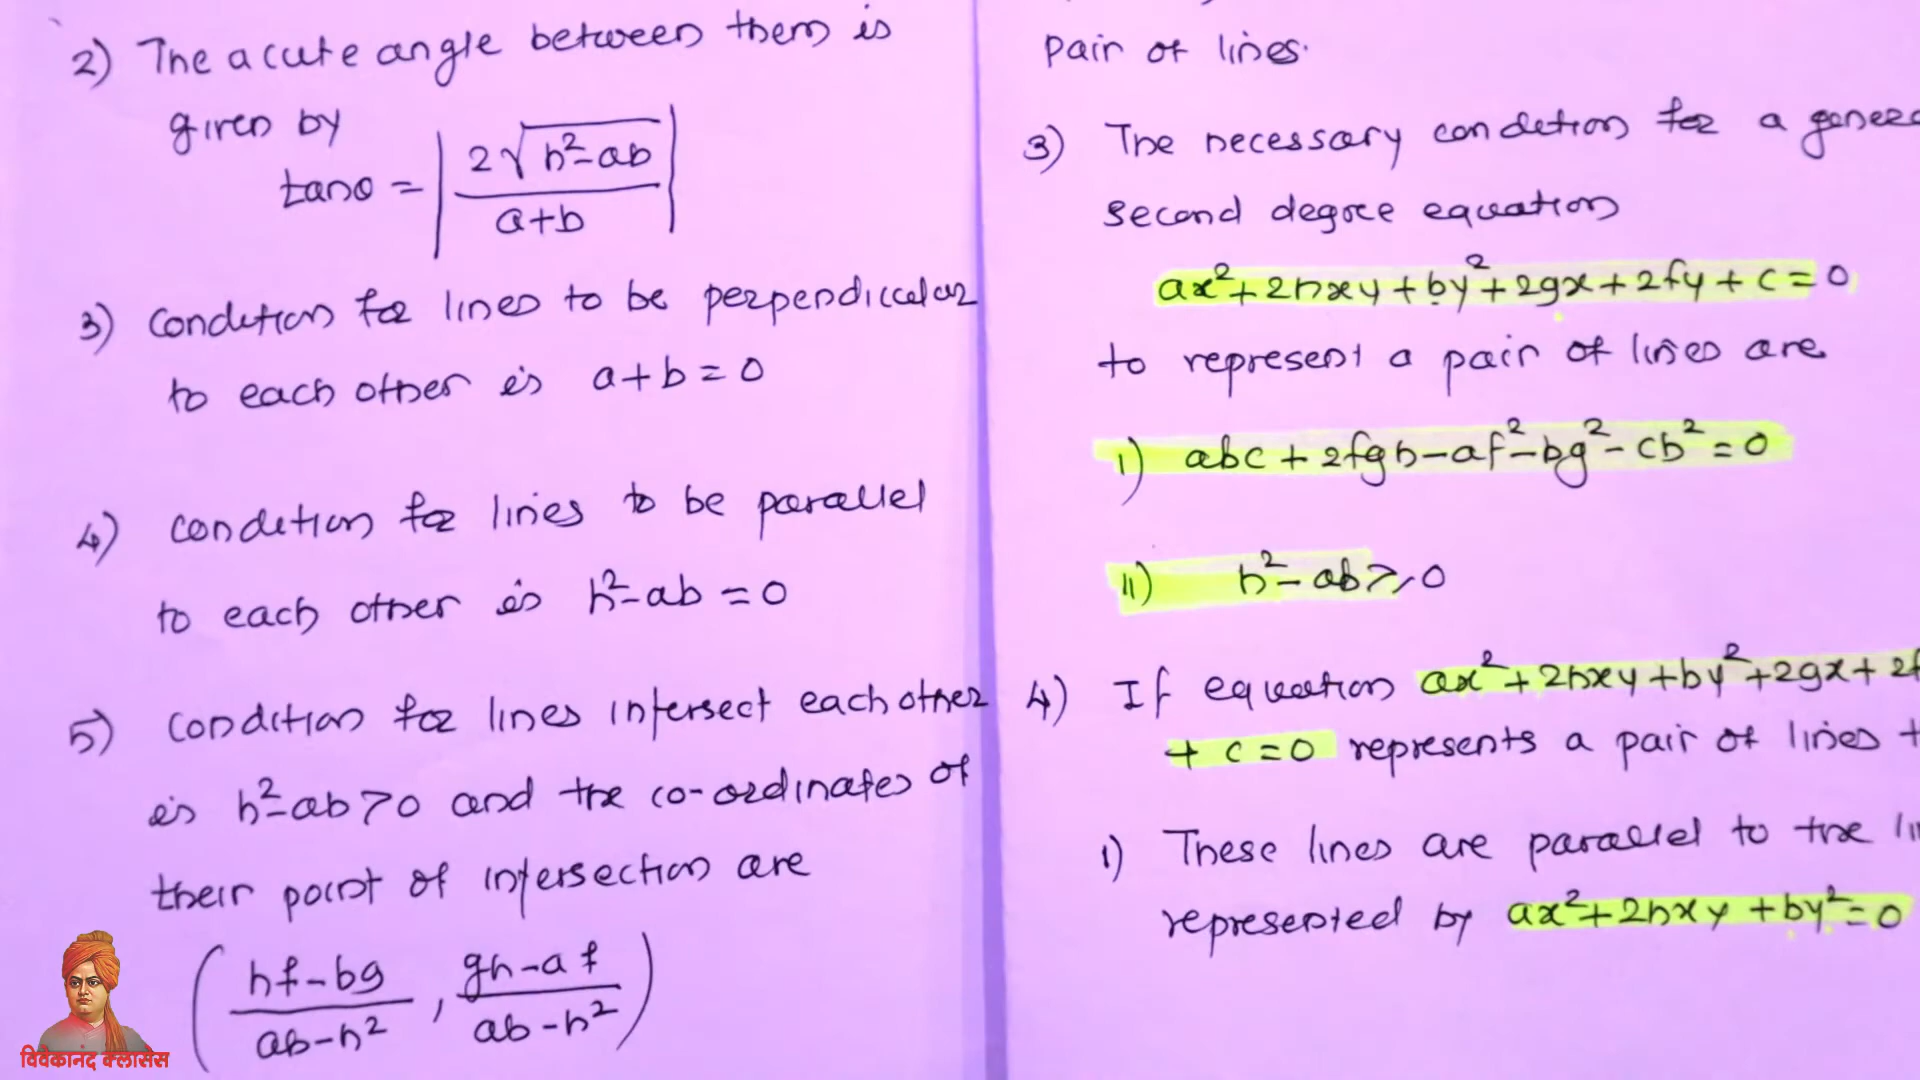 2) The acute angle between them is
given by
tanθ = | 2√(h²-ab) / a+b |
3) condition for lines to be perpendicular
to each other is a+b=0
4) condition for lines to be parallel
to each other is h²-ab=0
5) condition for lines intersect each other
is h²-ab>0 and the co-ordinates of
their point of intersection are
( hf-bg / ab-h² , gh-af / ab-h² )
pair of lines.
3) The necessary condition for a
second degree equation
ax²+2hxy+by²+2gx+2fy+c=0
to represent a pair of lines are
i) abc+2fgh-af²-bg²-ch²=0
ii) h²-ab≥0
4) If equation ax²+2hxy+by²+2gx+2f
+c=0 represents a pair of lines
i) These lines are parallel to the
represented by ax²+2hxy+by²=0
विवेकानंद क्लासेस